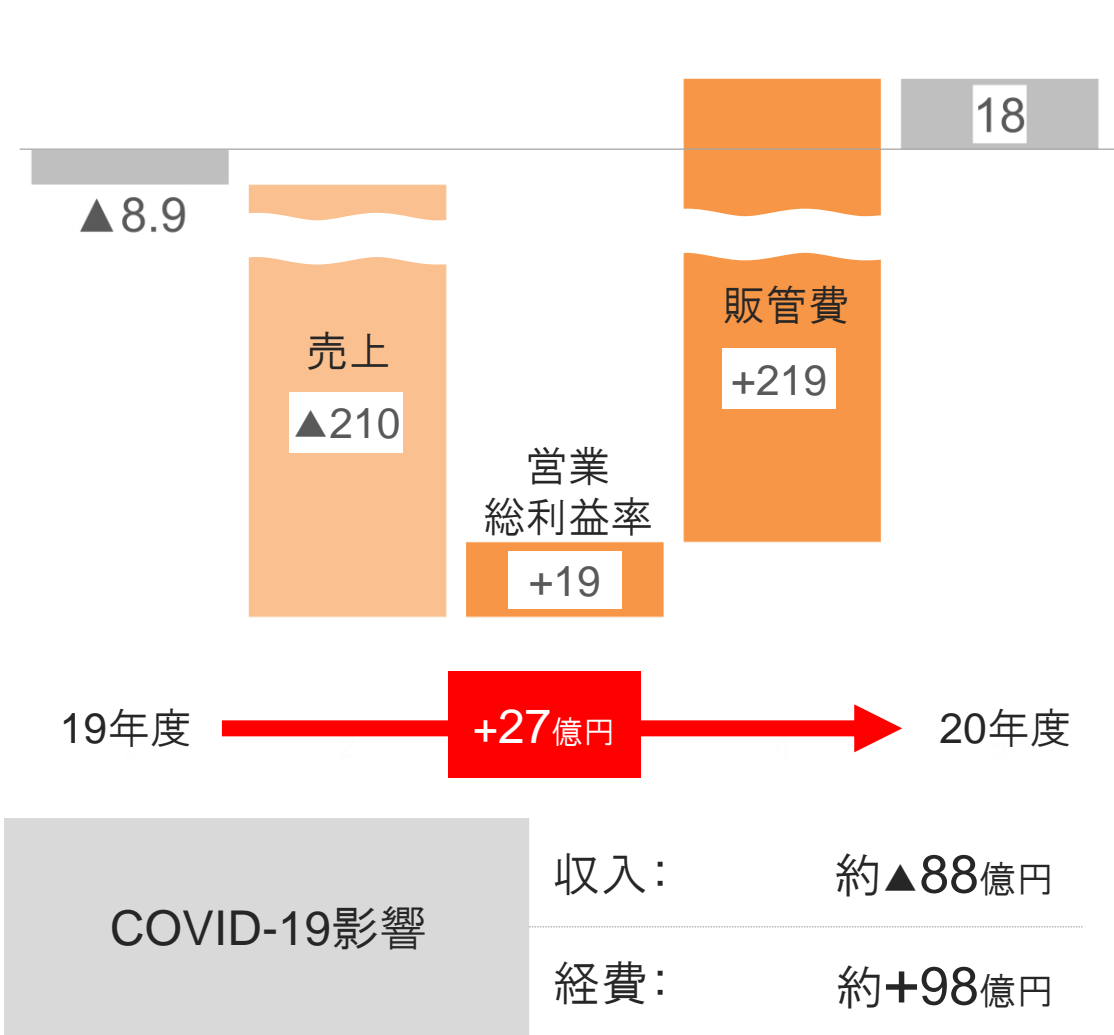 18
▲8.9
販管費
売上
+219
▲210
営業
総利益率
+19
19年度
+27億円
20年度
COVID-19影響
収入:
約▲88億円
経費:
約+98億円